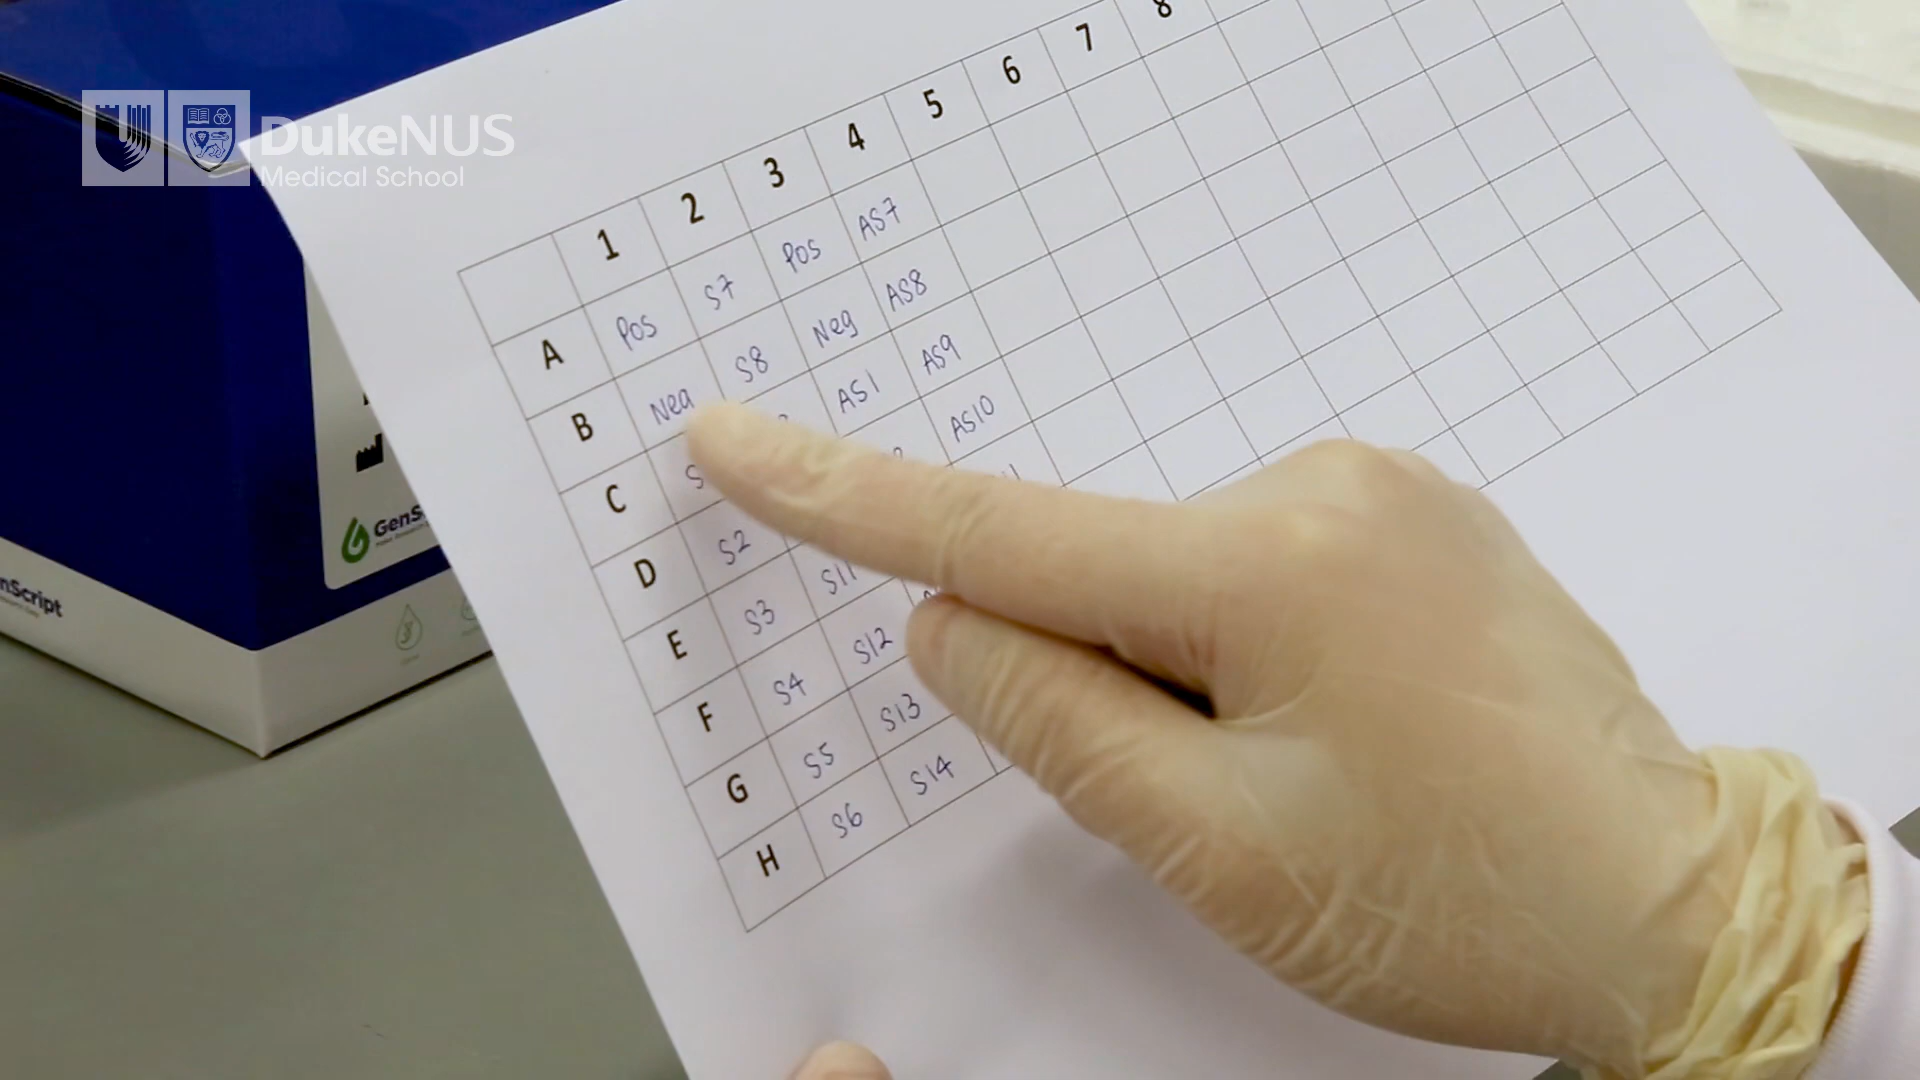 DukeNUS
Medical School
1 2 3 4 5 6 7 8
A Pos S7 Pos AS7
B Neg S8 Neg AS8
C AS1 AS9
D S2 AS10
E S3 S11
F S4 S12
G S5 S13
H S6 S14